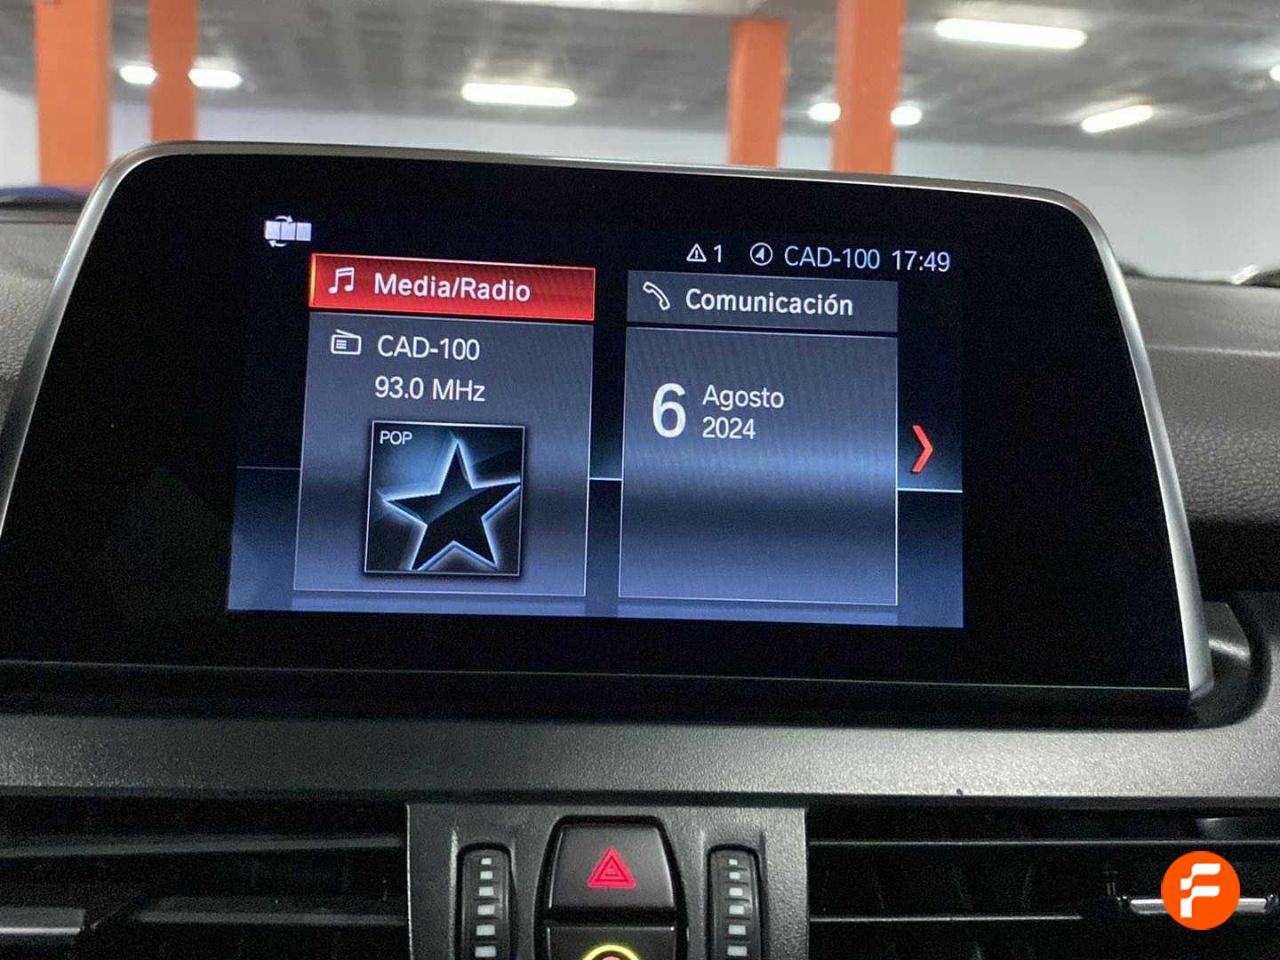 1 CAD-100 17:49
Media/Radio
Comunicación
CAD-100
93.0 MHz
POP
6 Agosto
2024